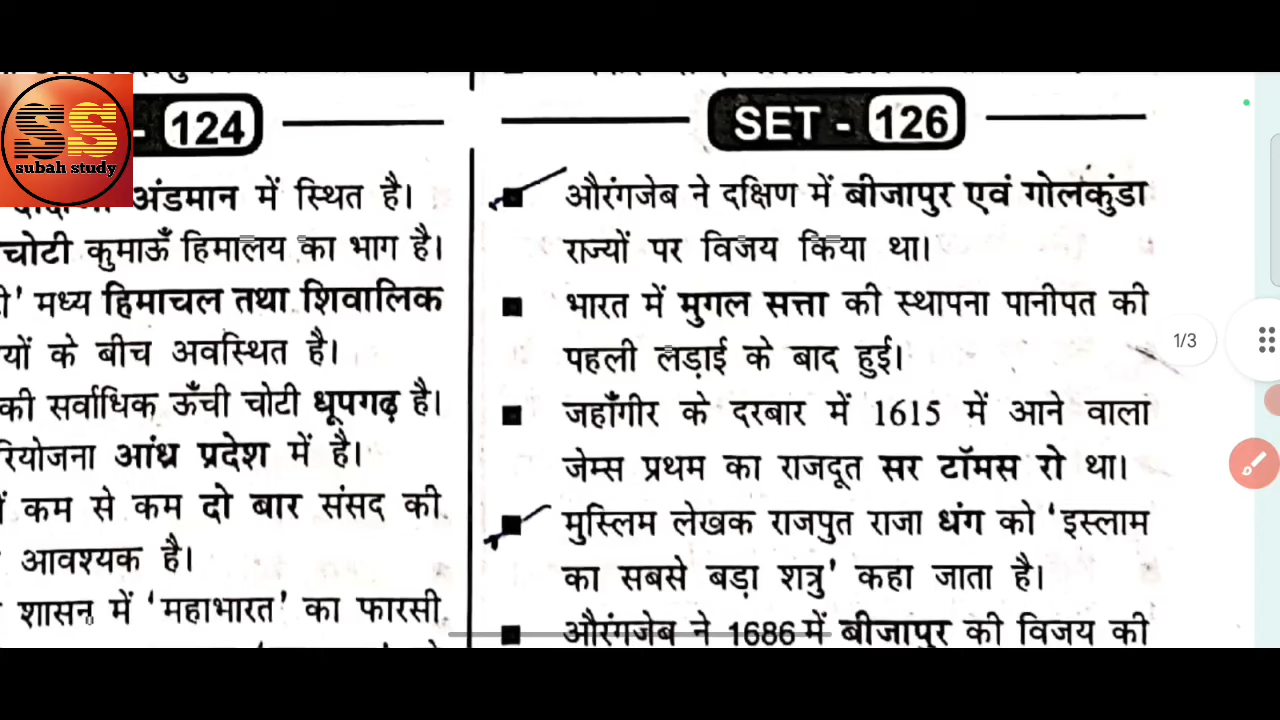 SS
subah study
- 124
अंडमान में स्थित है।
चोटी कुमाऊँ हिमालय का भाग है।
मध्य हिमाचल तथा शिवालिक
के बीच अवस्थित है।
की सर्वाधिक ऊँची चोटी धूपगढ़ है।
आंध्र प्रदेश में है।
कम से कम दो बार संसद की
आवश्यक है।
शासन में 'महाभारत' का फारसी
SET - 126
औरंगजेब ने दक्षिण में बीजापुर एवं गोलकुंडा
राज्यों पर विजय किया था।
भारत में मुगल सत्ता की स्थापना पानीपत की
पहली लड़ाई के बाद हुई।
जहाँगीर के दरबार में 1615 में आने वाला
जेम्स प्रथम का राजदूत सर टॉमस रो था।
मुस्लिम लेखक राजपुत राजा धंग को 'इस्लाम
का सबसे बड़ा शत्रु' कहा जाता है।
औरंगजेब ने 1686 में बीजापुर की विजय की
1/3